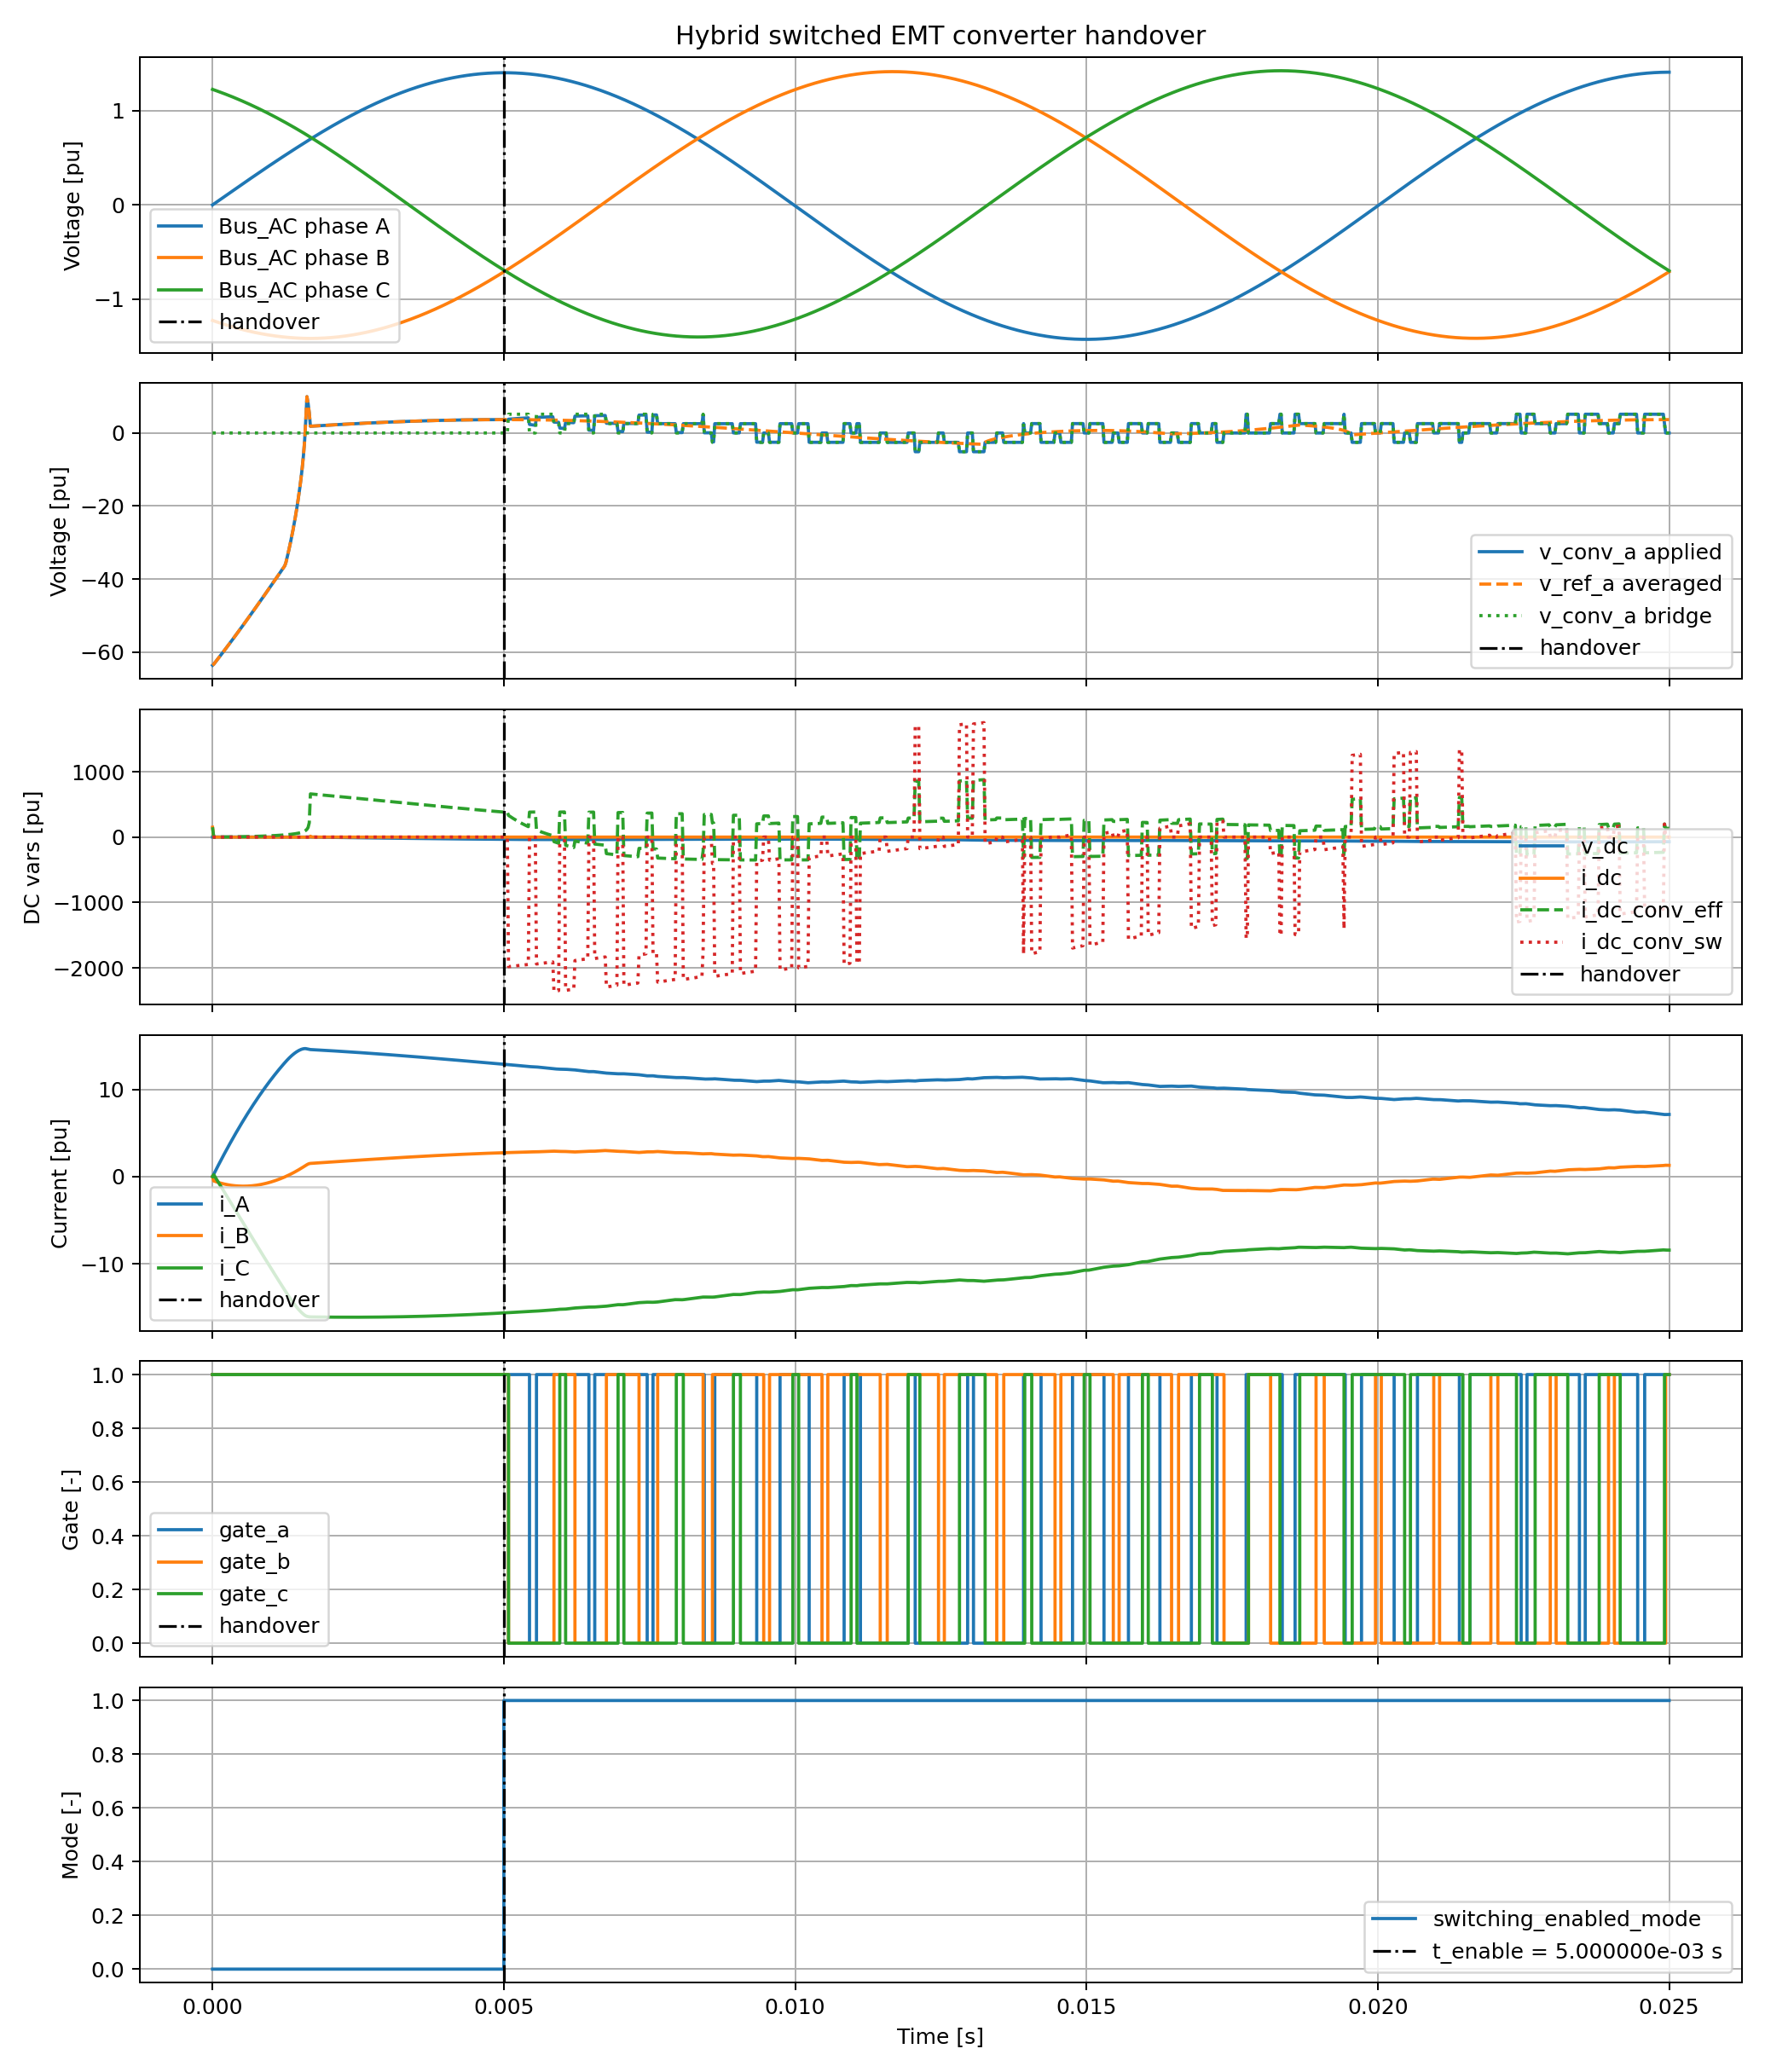 Hybrid switched EMT converter handover
1
0
−1
Voltage [pu]
Bus_AC phase A
Bus_AC phase B
Bus_AC phase C
handover
0
−20
−40
−60
Voltage [pu]
v_conv_a applied
v_ref_a averaged
v_conv_a bridge
handover
1000
0
−1000
−2000
DC vars [pu]
v_dc
i_dc
i_dc_conv_eff
i_dc_conv_sw
handover
10
0
−10
Current [pu]
i_A
i_B
i_C
handover
1.0
0.8
0.6
0.4
0.2
0.0
Gate [-]
gate_a
gate_b
gate_c
handover
1.0
0.8
0.6
0.4
0.2
0.0
Mode [-]
switching_enabled_mode
t_enable = 5.000000e-03 s
0.000 0.005 0.010 0.015 0.020 0.025
Time [s]